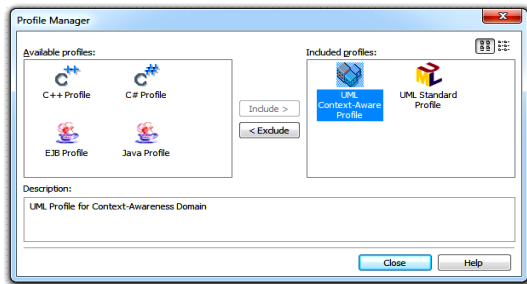 Profile Manager
Available profiles:
Included profiles:
C++
C#
C++ Profile
C# Profile
EJB Profile
Java Profile
Include >
< Exclude
UML
Context-Aware
Profile
UML Standard
Profile
Description:
UML Profile for Context-Awareness Domain
Close
Help